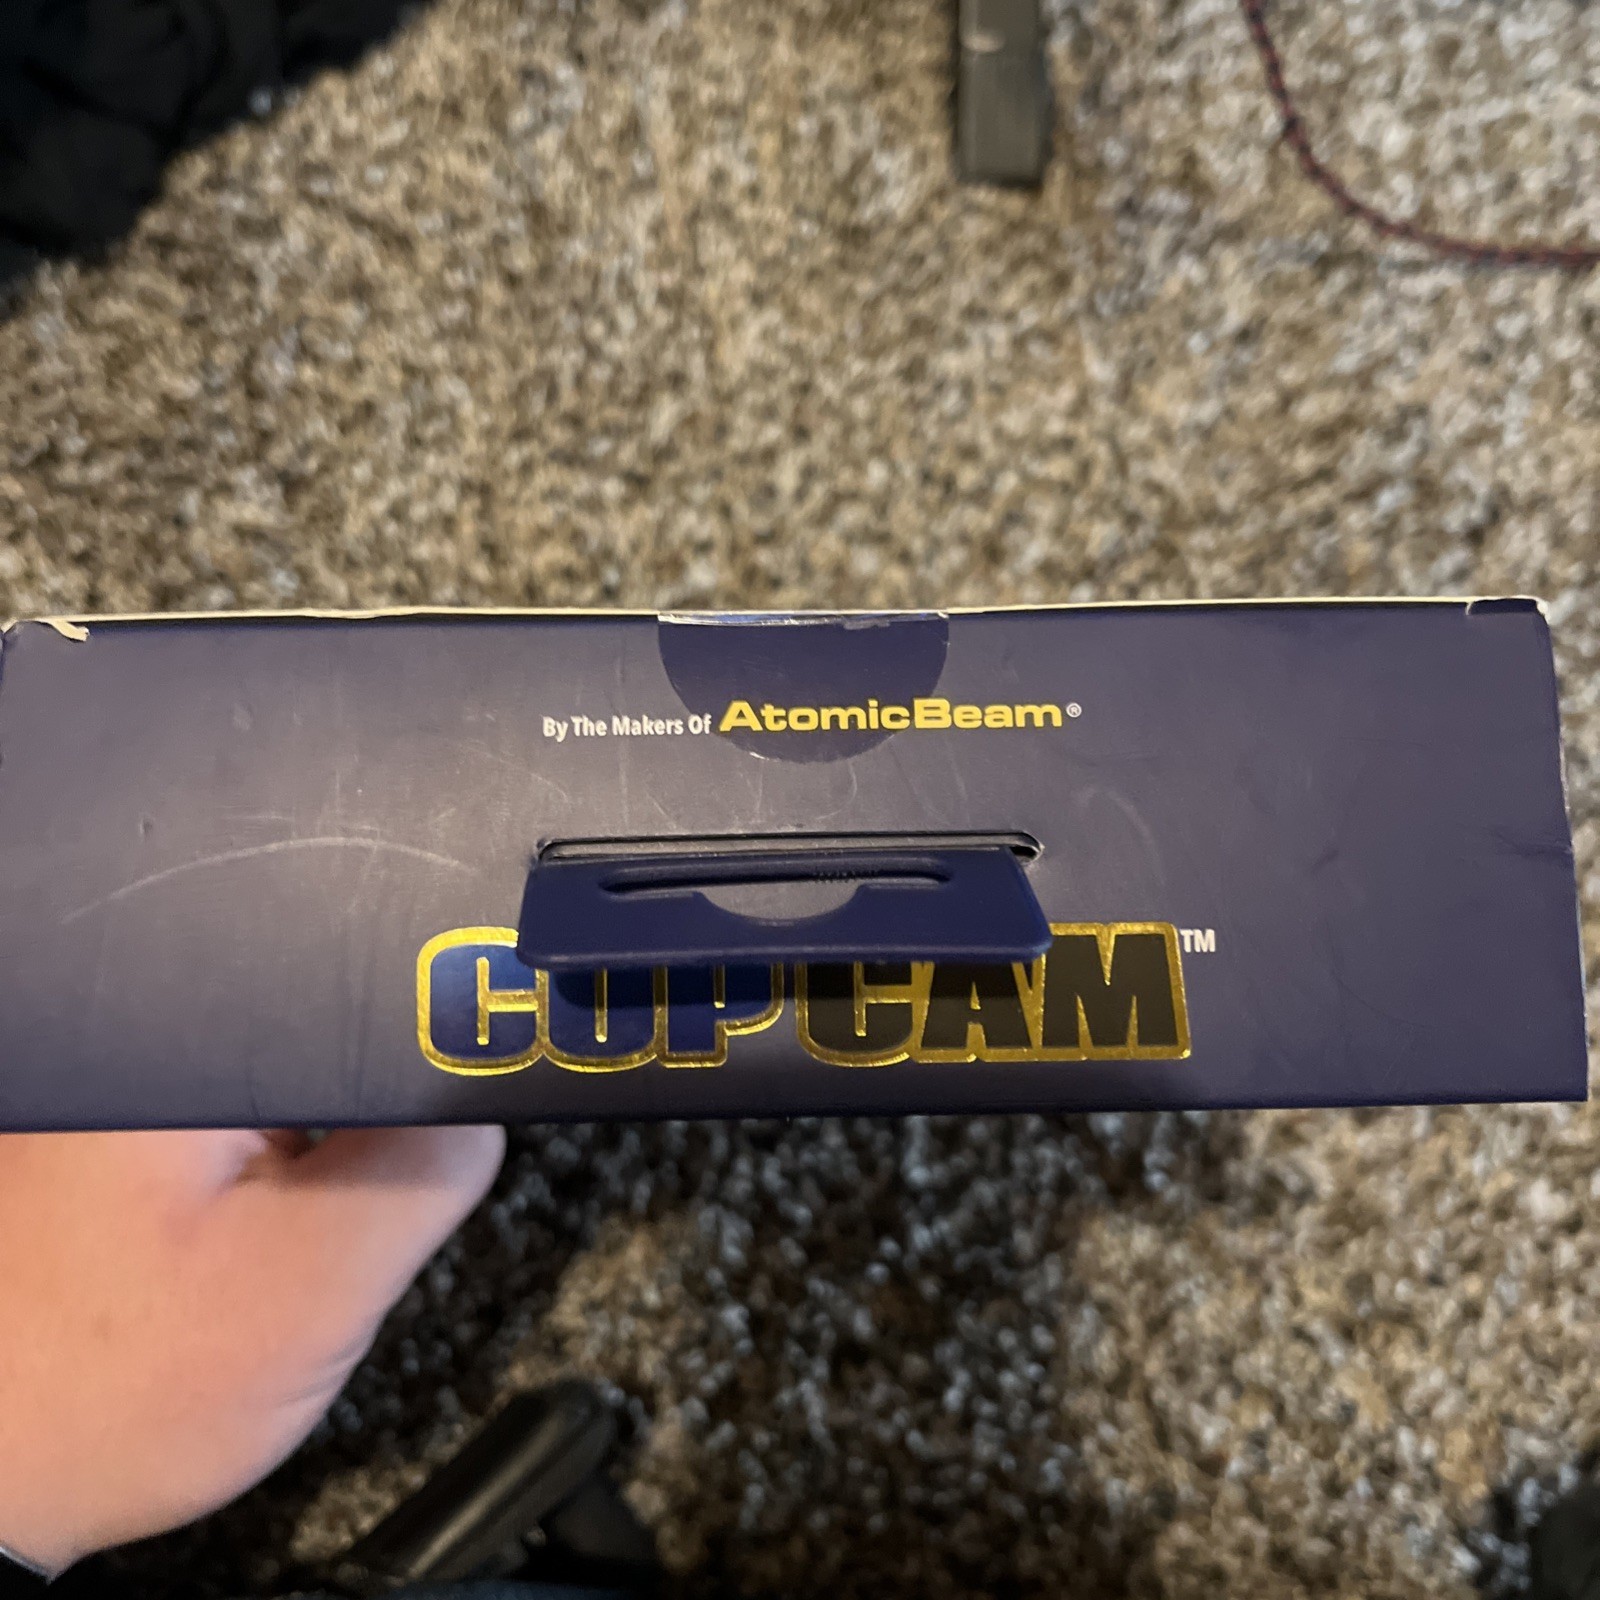 By The Makers Of AtomicBeam®
COP CAM™